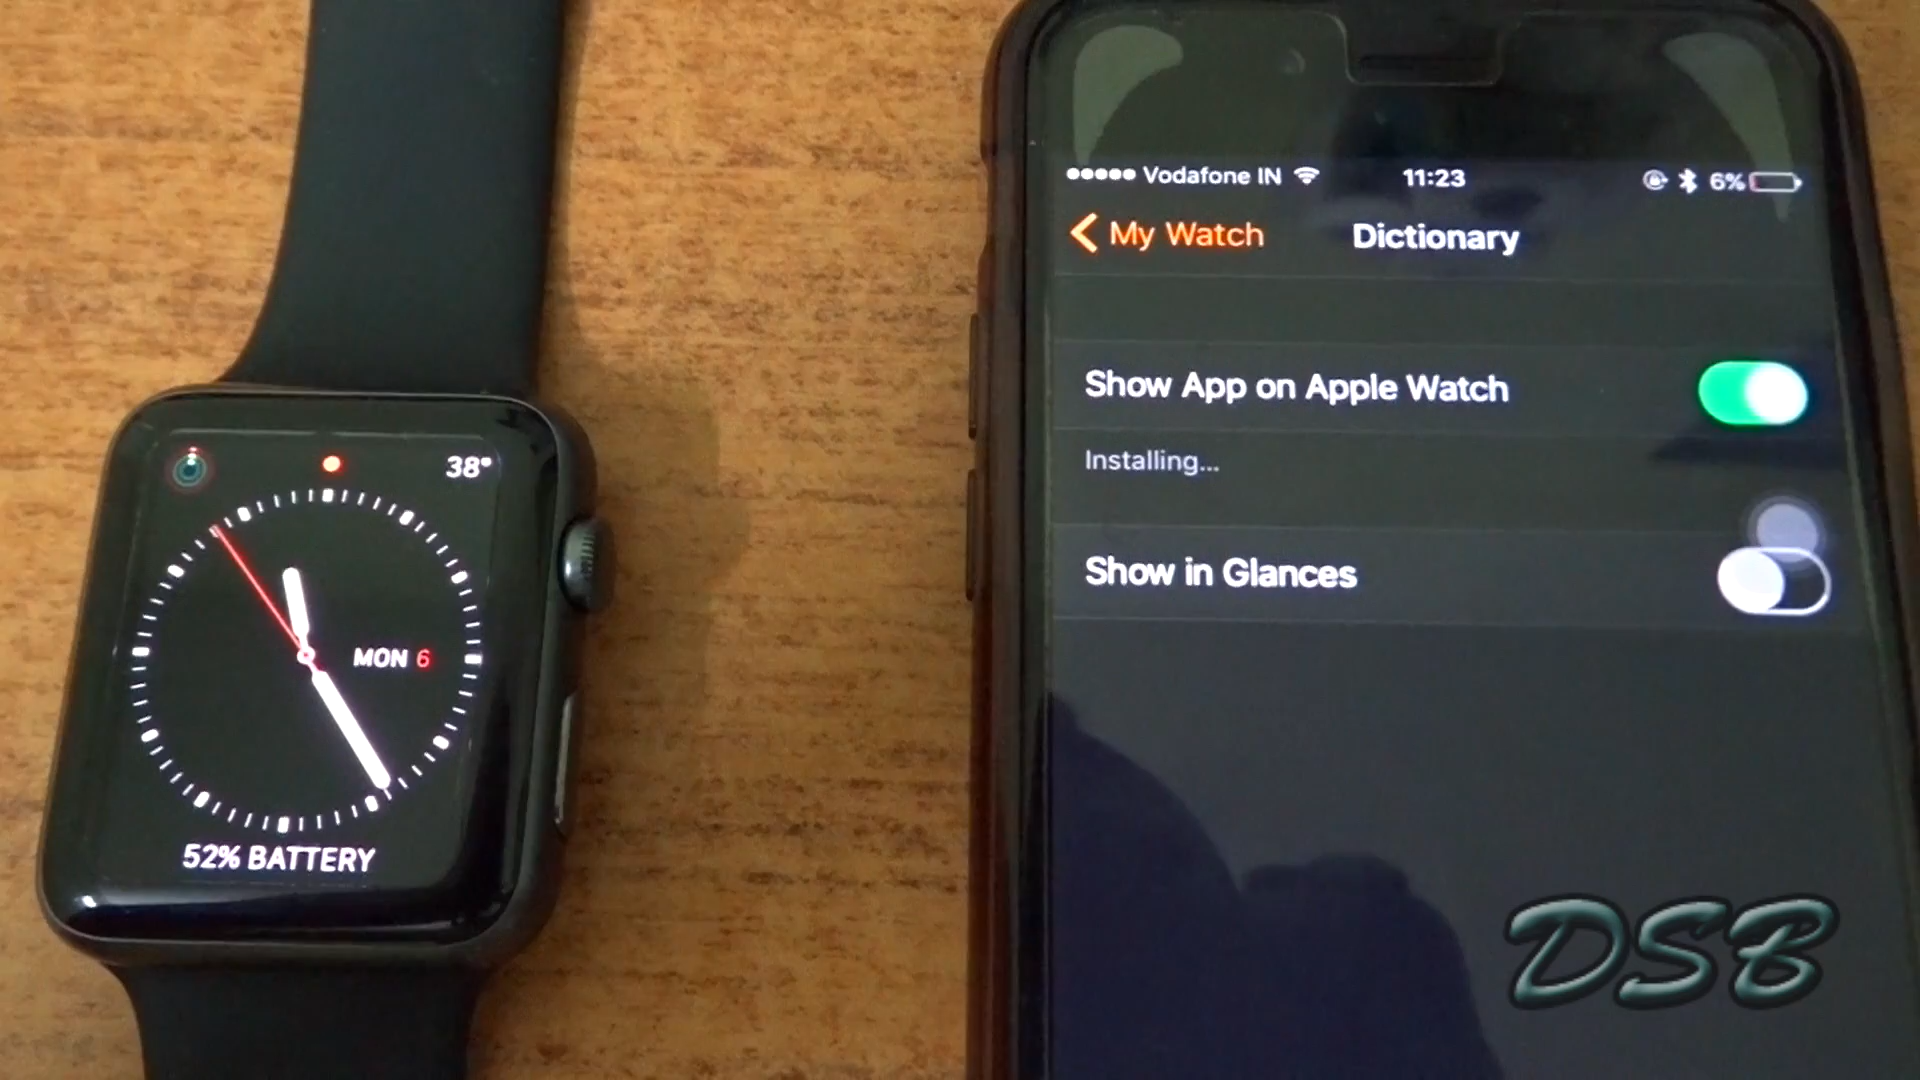 38°
MON 6
52% BATTERY
Vodafone IN 11:23 6%
My Watch Dictionary
Show App on Apple Watch
Installing...
Show in Glances
DSB